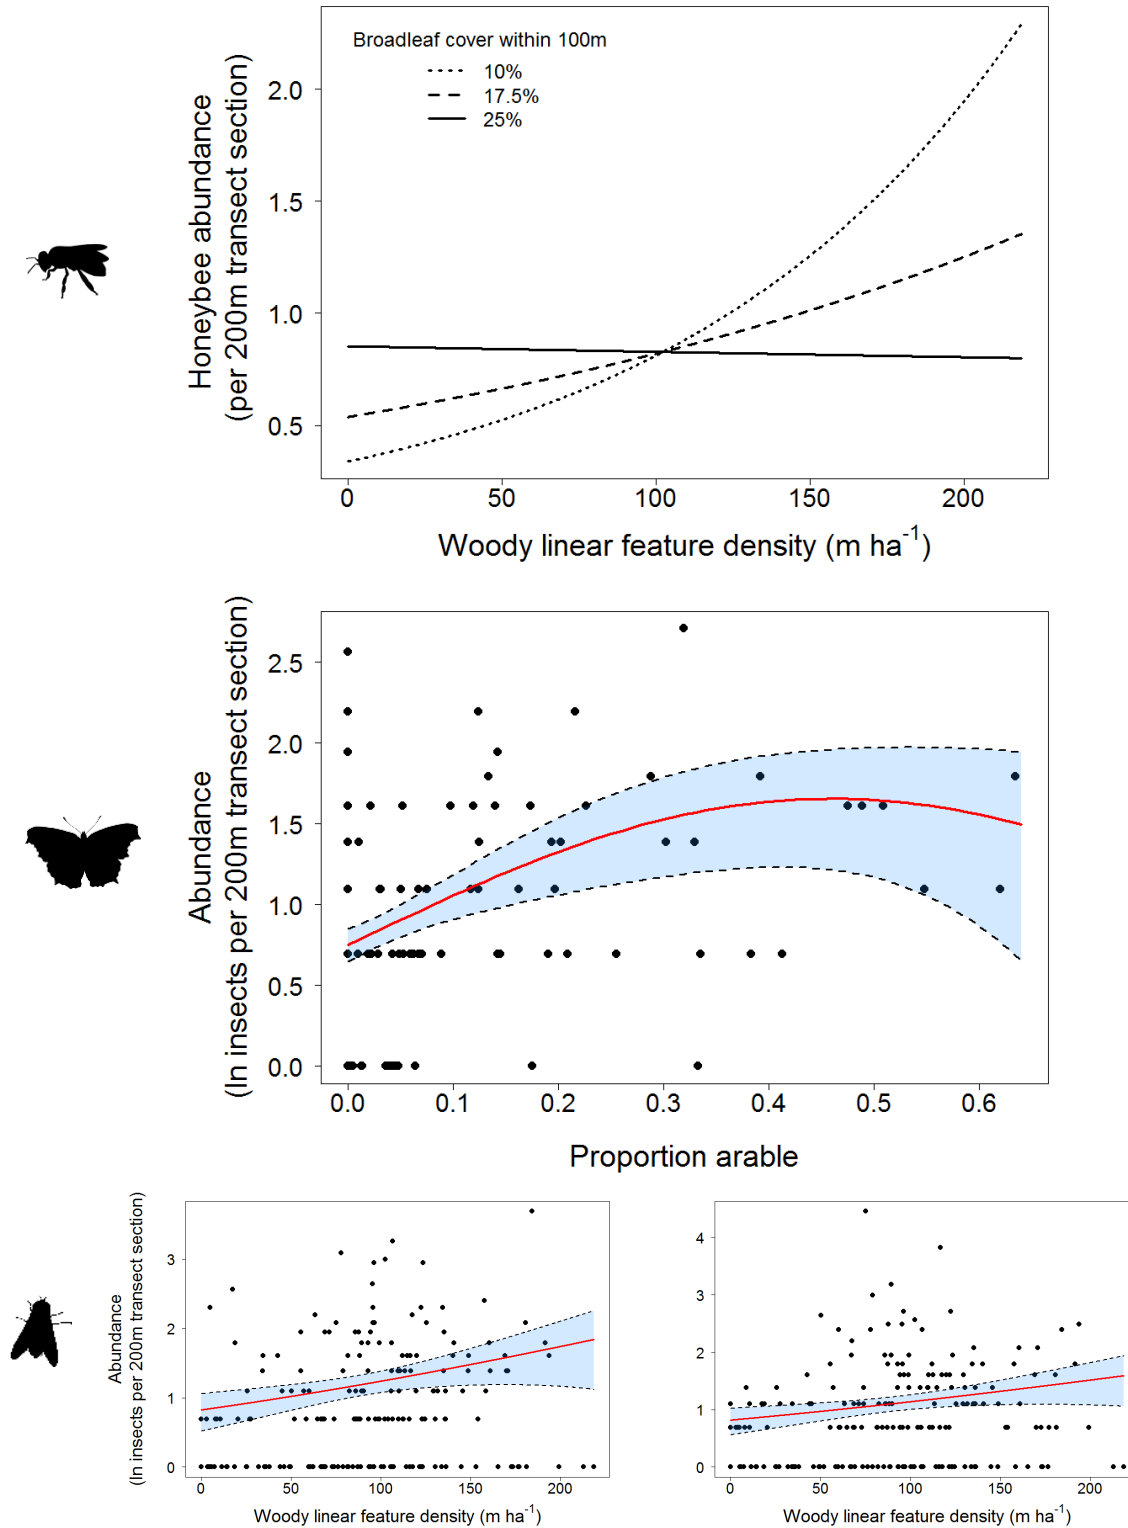 Broadleaf cover within 100m
10%
17.5%
25%
Honeybee abundance
(per 200m transect section)
2.0
1.5
1.0
0.5
0 50 100 150 200
Woody linear feature density (m ha⁻¹)
Abundance
(ln insects per 200m transect section)
2.5
2.0
1.5
1.0
0.5
0.0
0.0 0.1 0.2 0.3 0.4 0.5 0.6
Proportion arable
Abundance
(ln insects per 200m transect section)
3
2
1
0
0 50 100 150 200
Woody linear feature density (m ha⁻¹)
4
3
2
1
0
0 50 100 150 200
Woody linear feature density (m ha⁻¹)